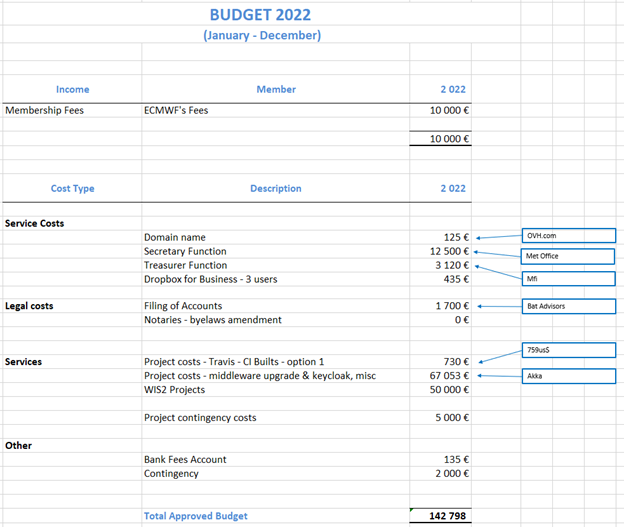 BUDGET 2022
(January - December)
Income Member 2 022
Membership Fees ECMWF's Fees 10 000 €
10 000 €
Cost Type Description 2 022
Service Costs
Domain name 125 € OVH.com
Secretary Function 12 500 € Met Office
Treasurer Function 3 120 € Mfi
Dropbox for Business - 3 users 435 €
Legal costs Filing of Accounts 1 700 € Bat Advisors
Notaries - byelaws amendment 0 €
759us$
Services Project costs - Travis - CI Builts - option 1 730 €
Project costs - middleware upgrade & keycloak, misc 67 053 € Akka
WIS2 Projects 50 000 €
Project contingency costs 5 000 €
Other
Bank Fees Account 135 €
Contingency 2 000 €
Total Approved Budget 142 798